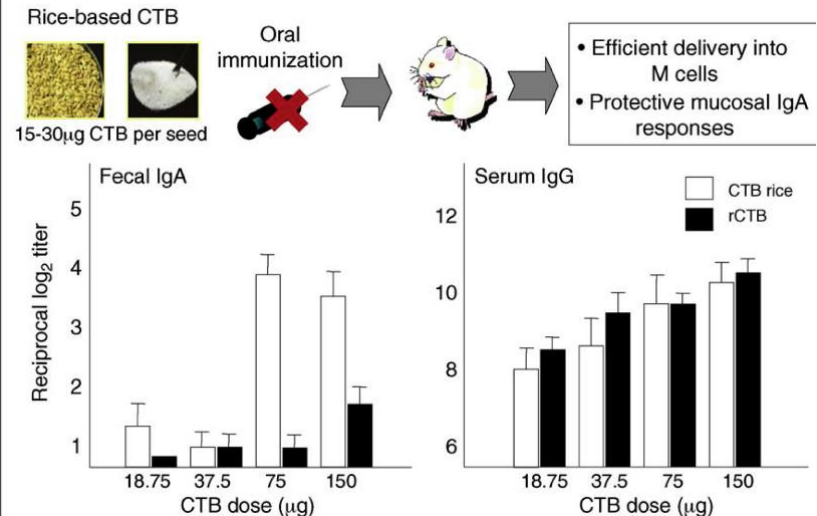 Rice-based CTB
15-30μg CTB per seed
Oral
immunization
• Efficient delivery into
M cells
• Protective mucosal IgA
responses
Fecal IgA
Reciprocal log₂ titer
5
4
3
2
1
18.75 37.5 75 150
CTB dose (μg)
Serum IgG
CTB rice
rCTB
12
10
8
6
18.75 37.5 75 150
CTB dose (μg)